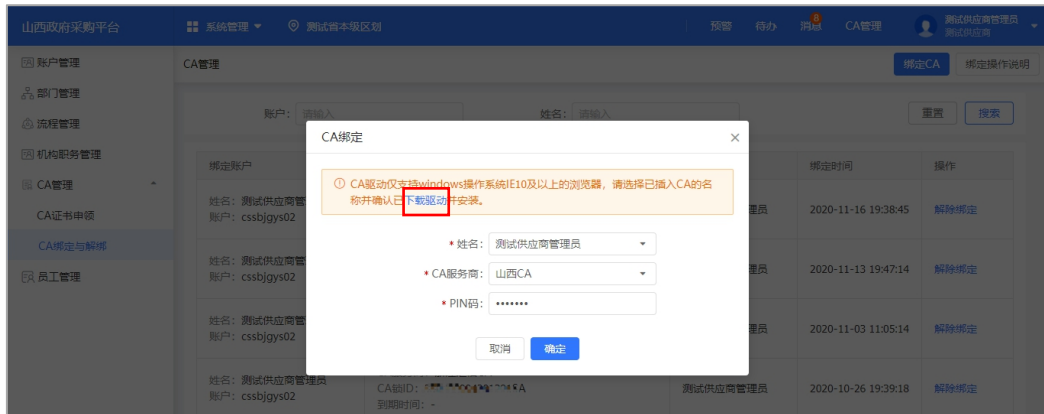 山西政府采购平台
系统管理
测试省本级区划
预警
待办
消息
8
CA管理
测试供应商管理员
测试供应商
账户管理
部门管理
流程管理
机构职务管理
CA管理
CA证书申领
CA绑定与解绑
员工管理
CA管理
绑定CA
绑定操作说明
账户： 请输入
姓名： 请输入
重置
搜索
绑定账户
绑定时间
操作
姓名：测试供应商管
账户：cssbjgys02
理员
2020-11-16 19:38:45
解除绑定
姓名：测试供应商管
账户：cssbjgys02
理员
2020-11-13 19:47:14
解除绑定
姓名：测试供应商管
账户：cssbjgys02
理员
2020-11-03 11:05:14
解除绑定
姓名：测试供应商管理员
账户：cssbjgys02
CA锁ID：
到期时间：-
测试供应商管理员
2020-10-26 19:39:18
解除绑定
CA绑定
CA驱动仅支持windows操作系统IE10及以上的浏览器，请选择已插入CA的名
称并确认已下载驱动并安装。
* 姓名： 测试供应商管理员
* CA服务商： 山西CA
* PIN码： •••••••
取消
确定